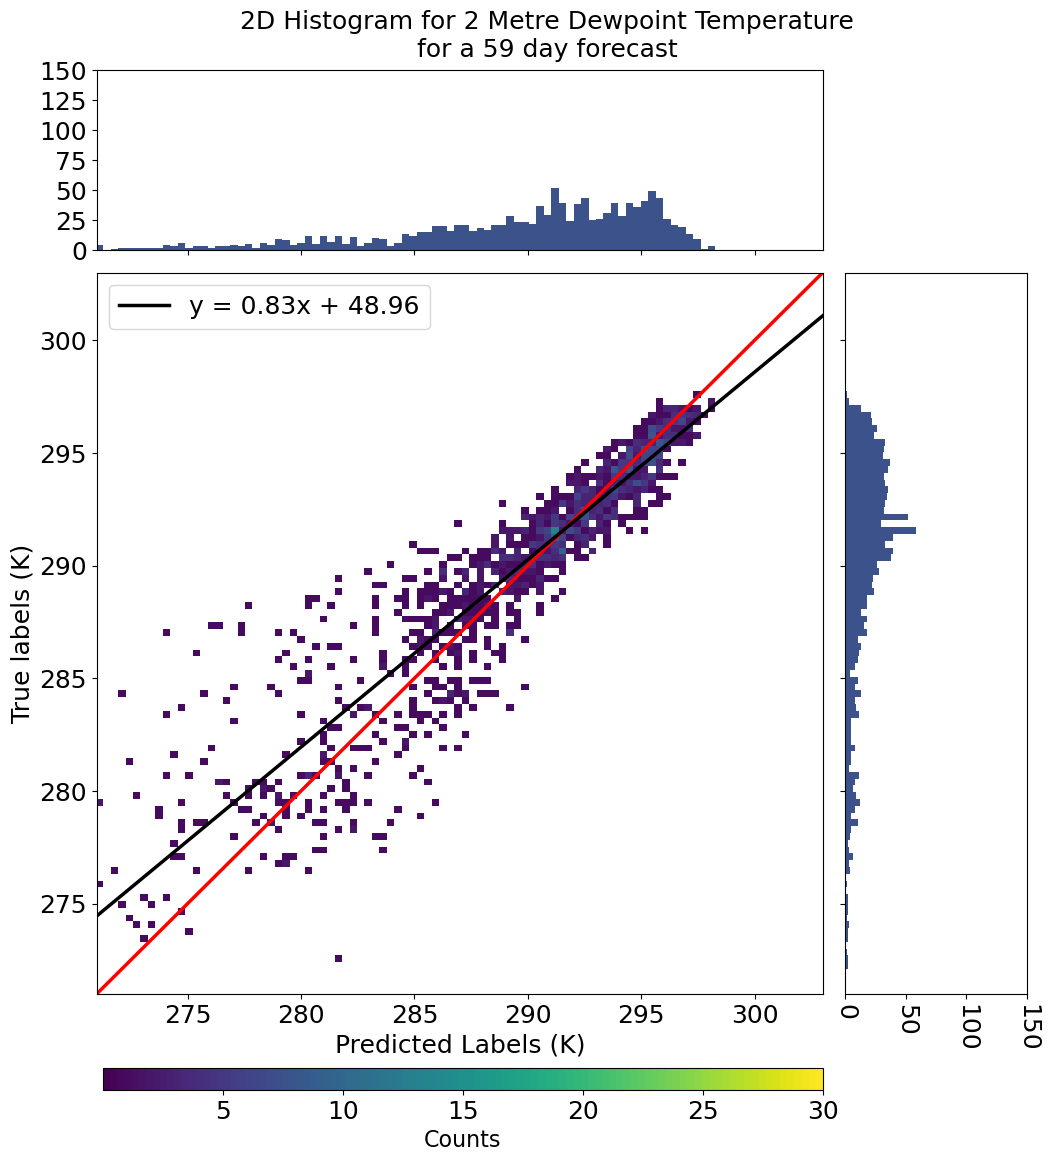 2D Histogram for 2 Metre Dewpoint Temperature
for a 59 day forecast
150
125
100
75
50
25
0
y = 0.83x + 48.96
300
295
290
285
280
275
True labels (K)
275 280 285 290 295 300
Predicted Labels (K)
0 50 100 150
5 10 15 20 25 30
Counts